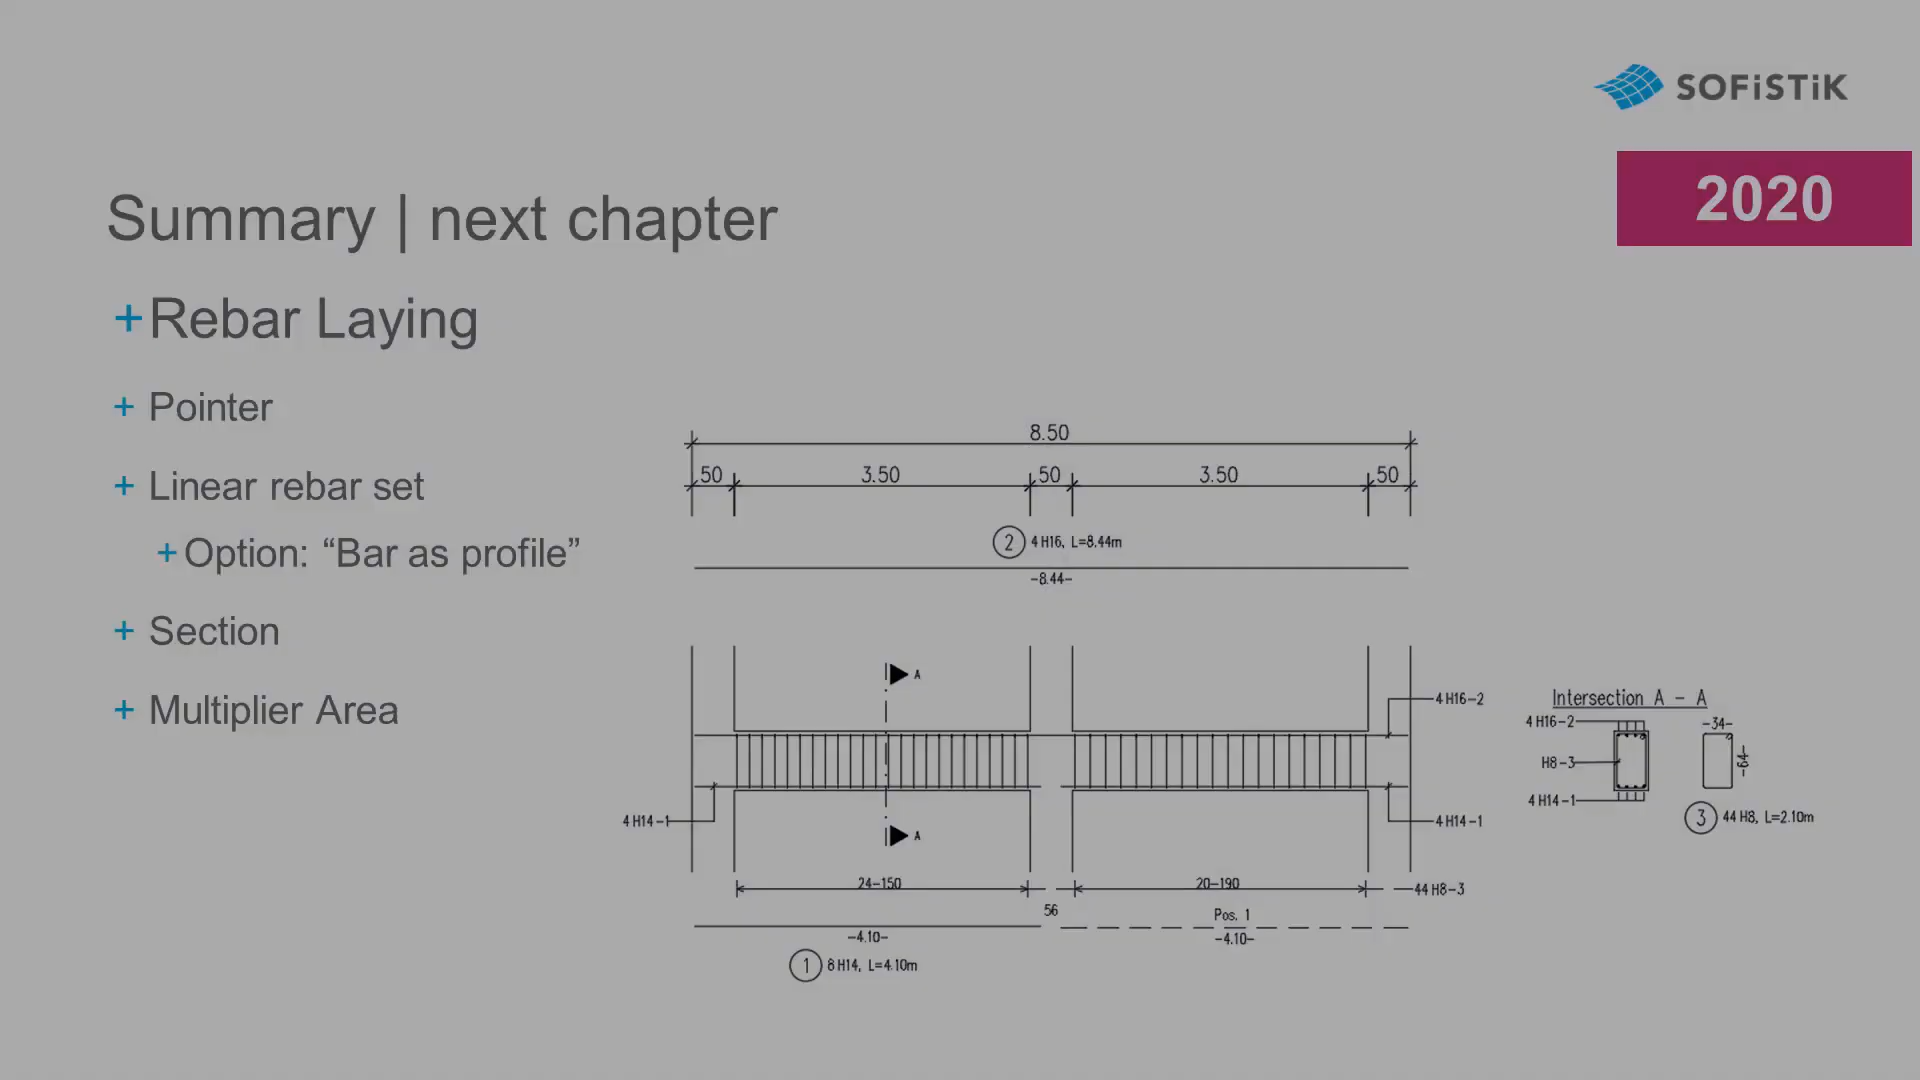 SOFiSTiK
2020
Summary | next chapter
+Rebar Laying
+ Pointer
+ Linear rebar set
+Option: “Bar as profile”
+ Section
+ Multiplier Area
8.50
50 3.50 50 3.50 50
2 4 H16, L=8.44m
-8.44-
A
4 H16-2
Intersection A - A
4 H16-2 -34-
H8-3 -64-
4 H14-1
3 44 H8, L=2.10m
4 H14-1 A 4 H14-1
24-150 20-190 44 H8-3
56 Pos. 1
-4.10- -4.10-
1 8 H14, L=4.10m